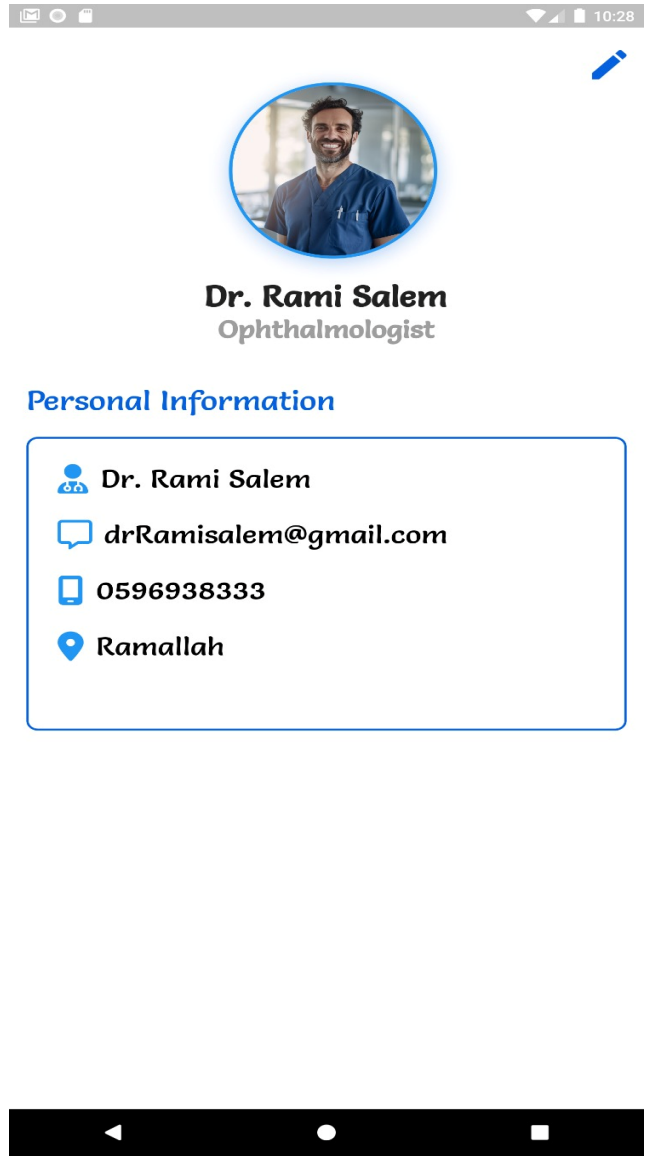 10:28
Dr. Rami Salem
Ophthalmologist
Personal Information
Dr. Rami Salem
drRamisalem@gmail.com
0596938333
Ramallah